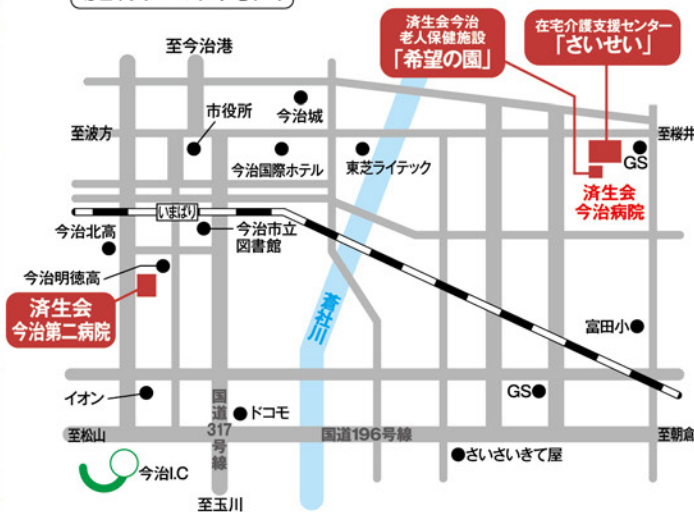 至今治港
済生会今治
老人保健施設
「希望の園」
在宅介護支援センター
「さいせい」
市役所
今治城
至波方
今治国際ホテル
東芝ライテック
至桜井
GS
済生会
今治病院
いまばり
今治北高
今治市立
図書館
今治明徳高
済生会
今治第二病院
蒼社川
富田小
イオン
国道
317
号線
ドコモ
GS
至松山
国道196号線
至朝倉
さいさいきて屋
今治I.C
至玉川